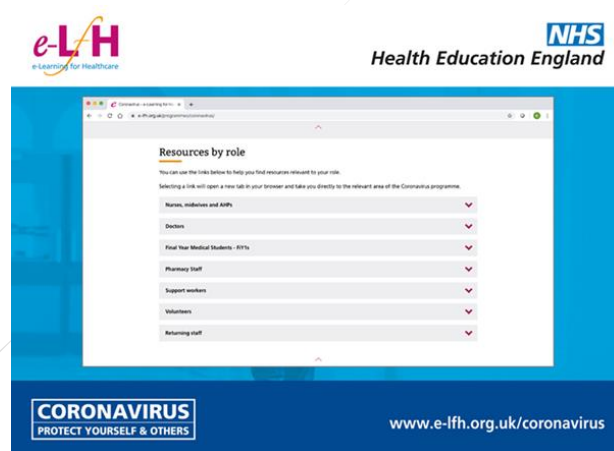 e-LfH
e-Learning for Healthcare
NHS
Health Education England
Resources by role
You can use the links below to help you find resources relevant to your role.
Selecting a link will open a new tab in your browser and take you directly to the relevant area of the Coronavirus programme.
Nurses, midwives and AHPs
Doctors
Final Year Medical Students - FiY1s
Pharmacy Staff
Support workers
Volunteers
Returning staff
CORONAVIRUS
PROTECT YOURSELF & OTHERS
www.e-lfh.org.uk/coronavirus